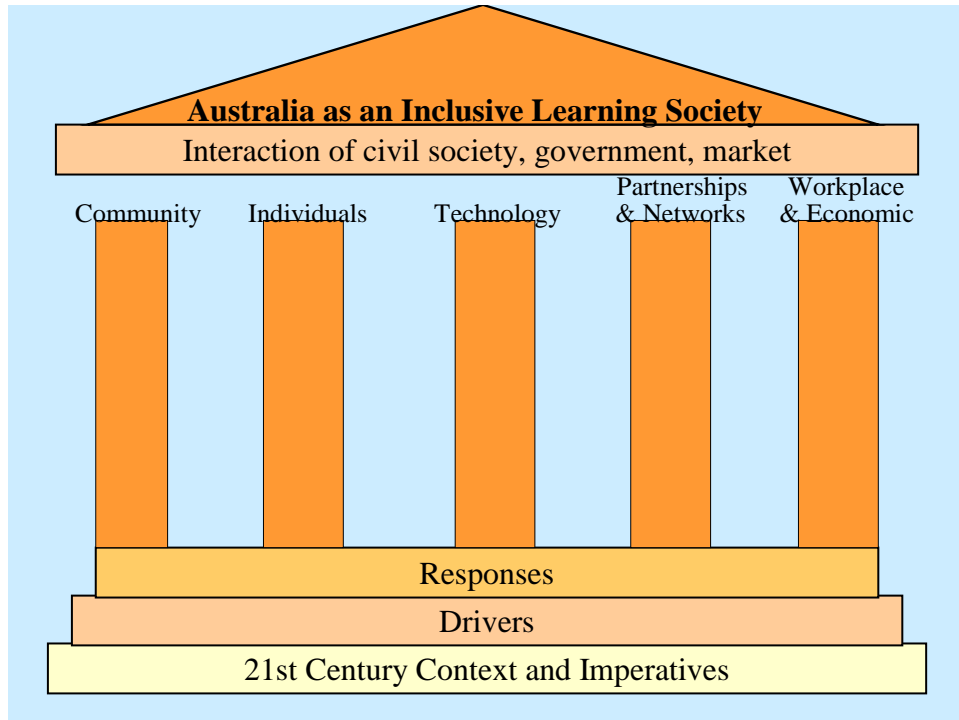 Australia as an Inclusive Learning Society
Interaction of civil society, government, market
Community
Individuals
Technology
Partnerships
& Networks
Workplace
& Economic
Responses
Drivers
21st Century Context and Imperatives